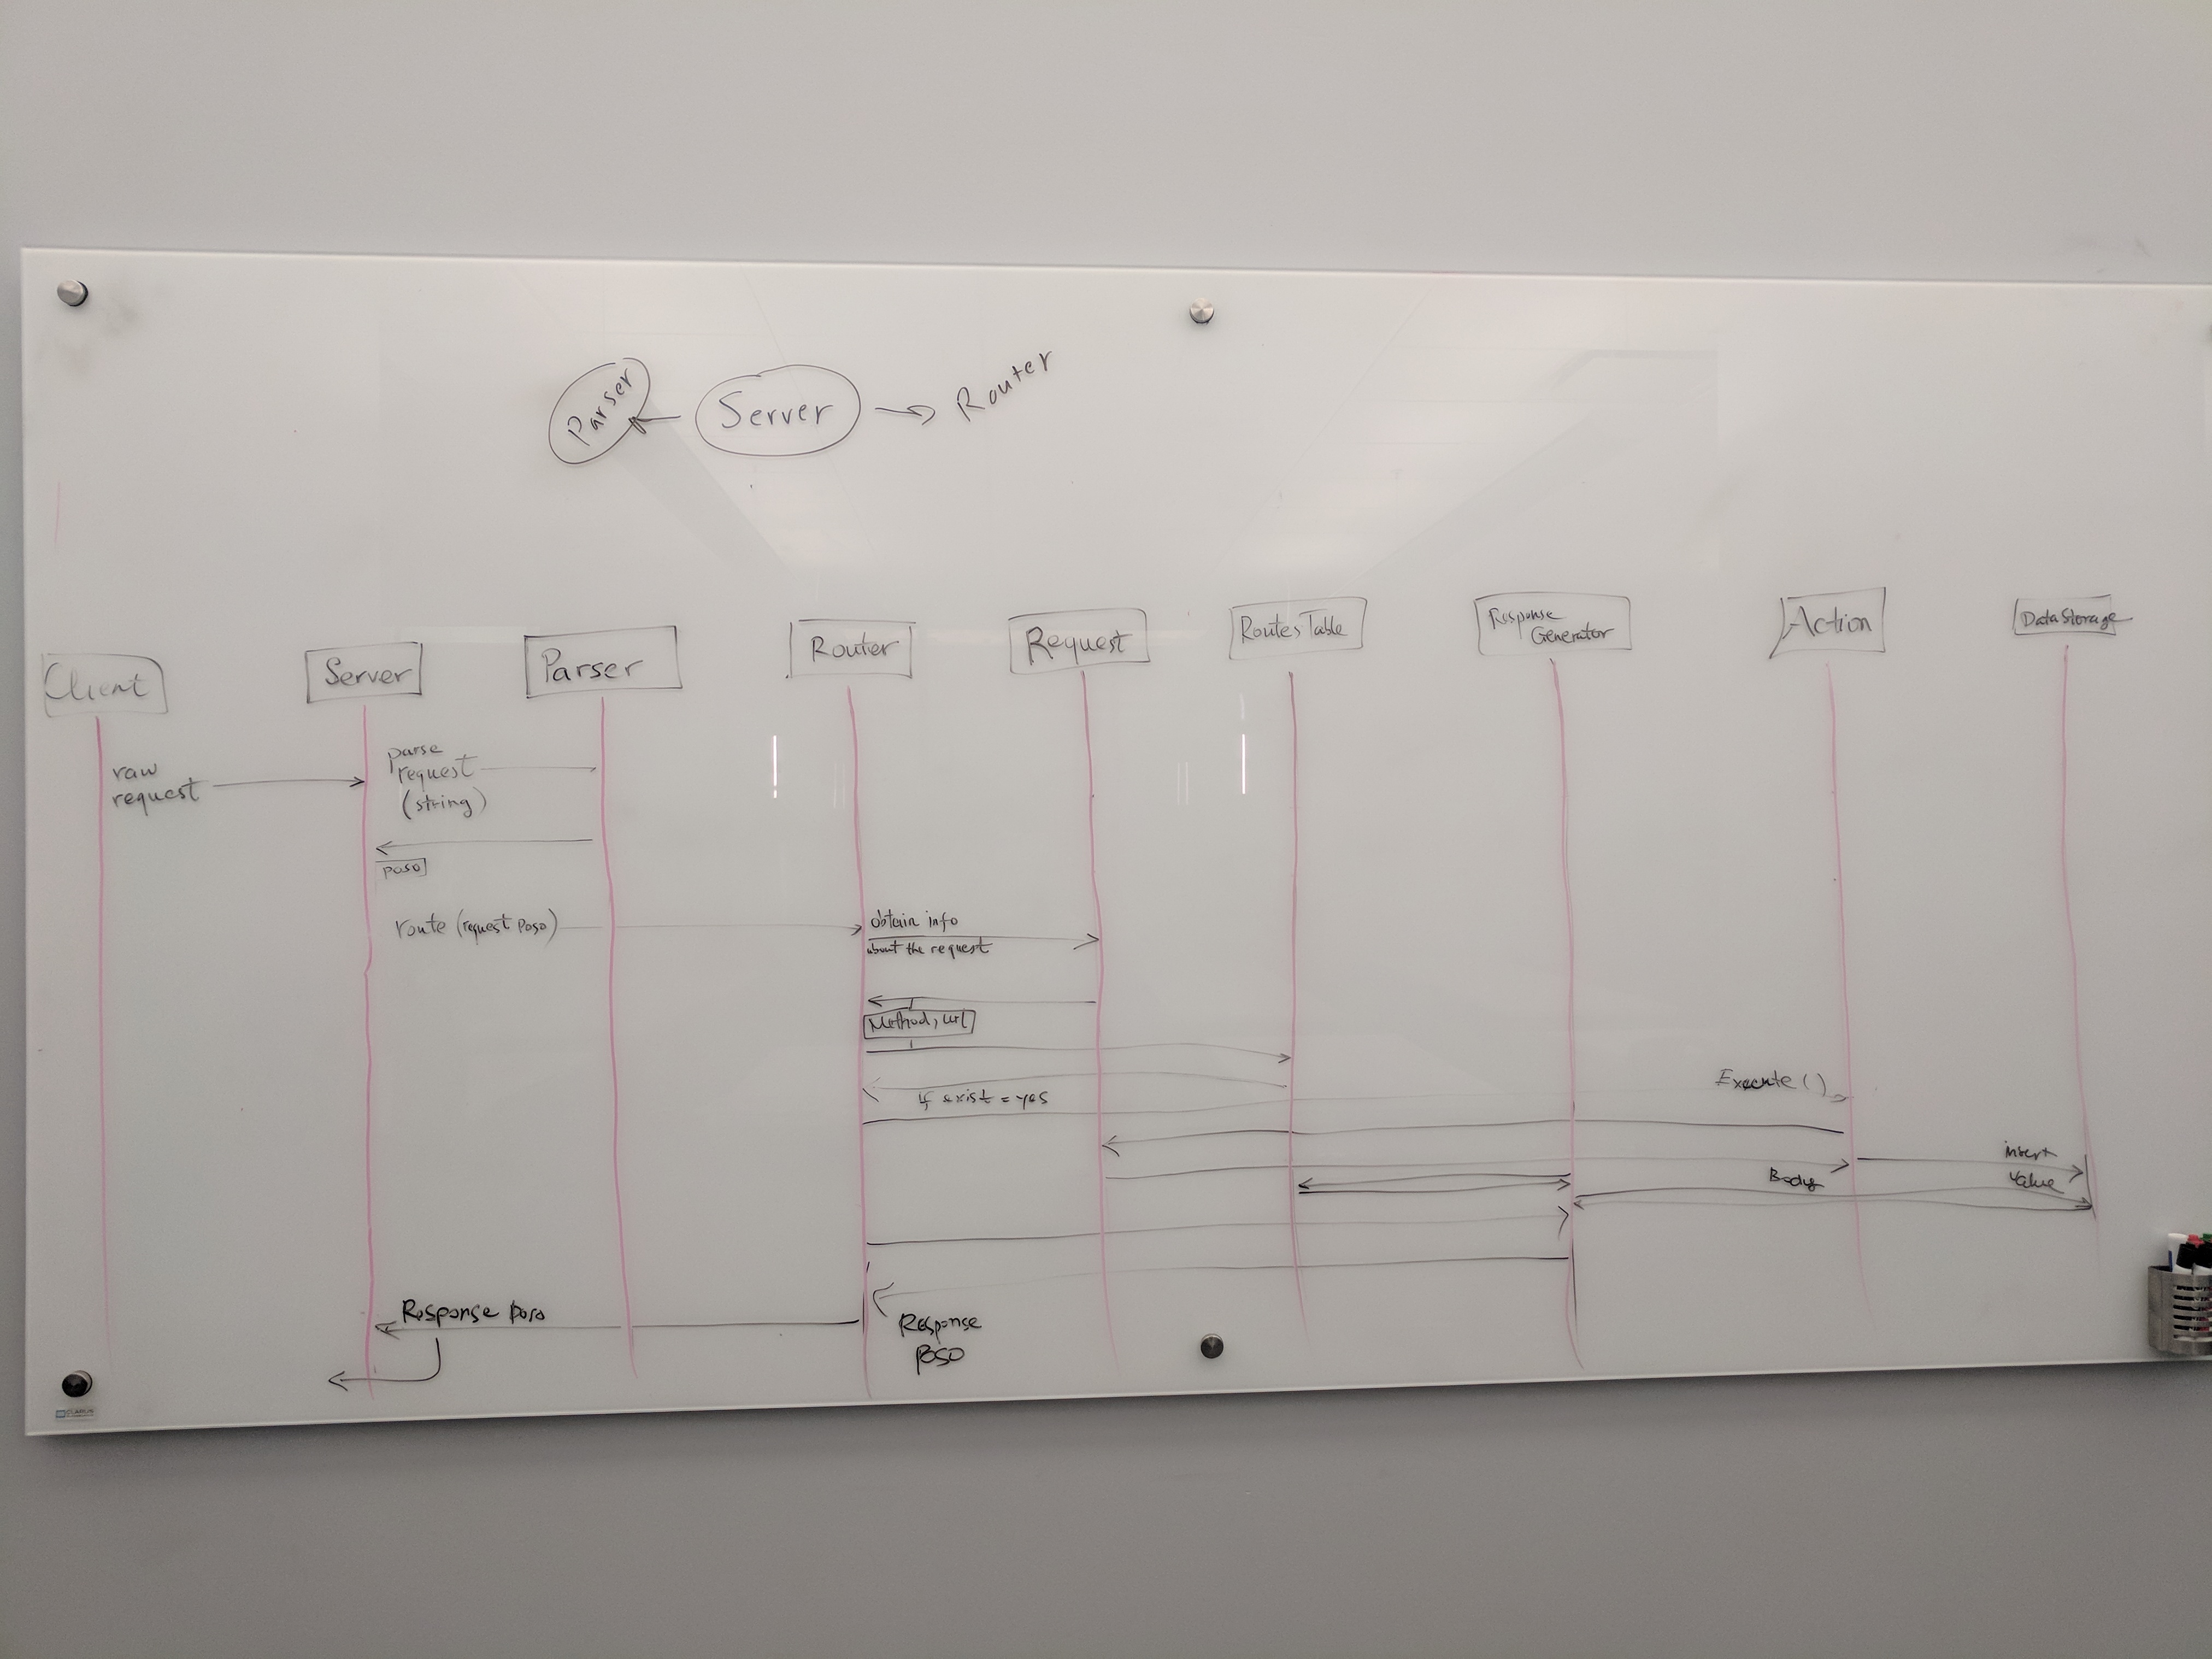 Parser
Server
Router
Client
Server
Parser
Router
Request
Routes Table
Response
Generator
Action
Data Storage
raw
request
parse
request
(string)
poso
route (request Poso)
obtain info
about the request
Method, url
if exist = yes
Execute ()
insert
value
Body
Response poso
Response
poso
CLARUS